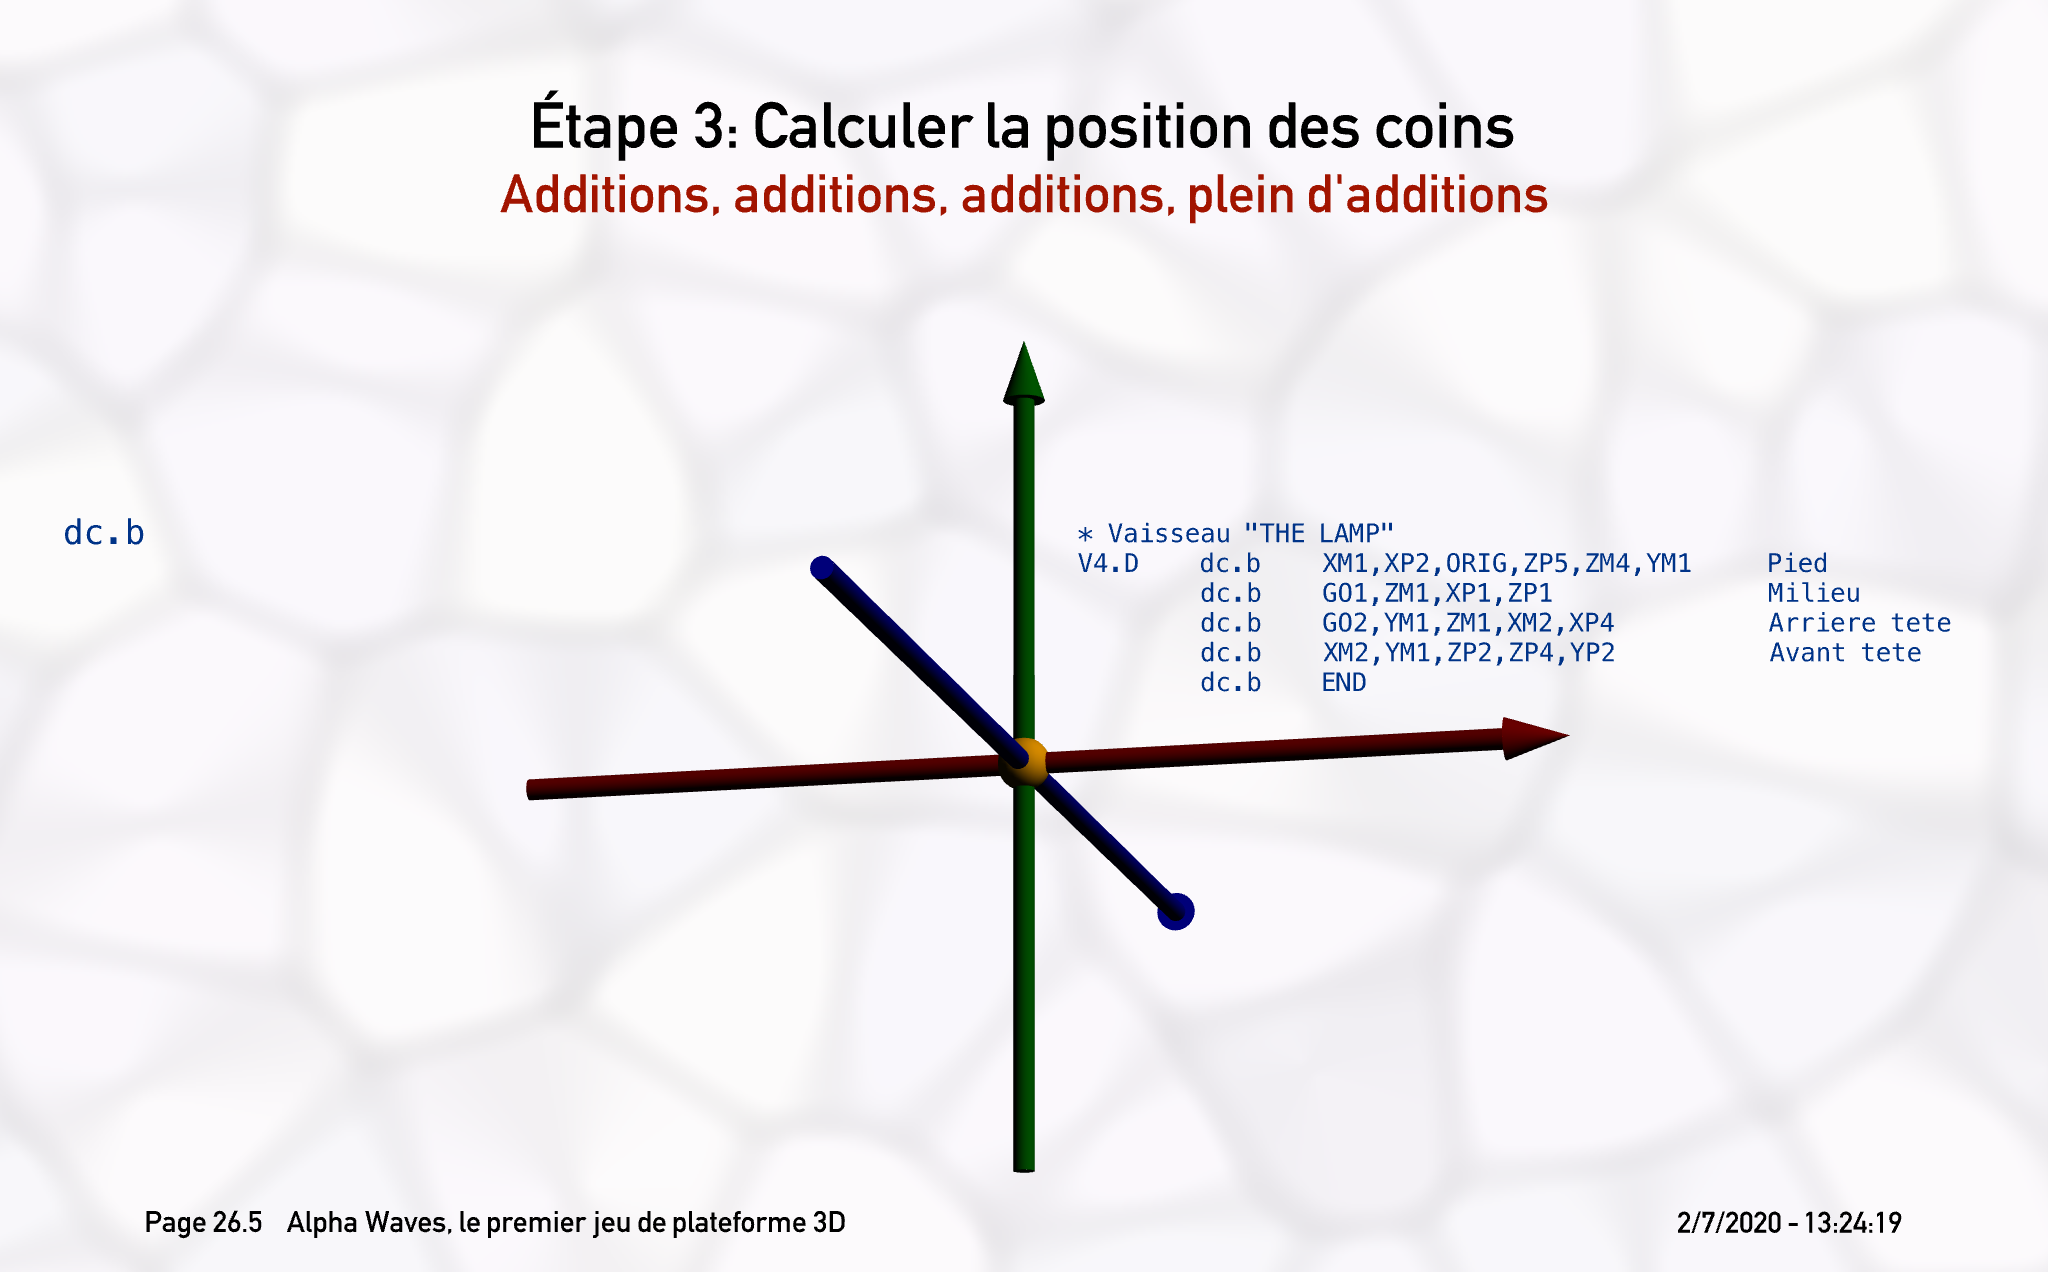 Étape 3: Calculer la position des coins
Additions, additions, additions, plein d'additions
dc.b
* Vaisseau "THE LAMP"
V4.D    dc.b    XM1,XP2,ORIG,ZP5,ZM4,YM1     Pied
        dc.b    GO1,ZM1,XP1,ZP1              Milieu
        dc.b    GO2,YM1,ZM1,XM2,XP4          Arriere tete
        dc.b    XM2,YM1,ZP2,ZP4,YP2          Avant tete
        dc.b    END
Page 26.5    Alpha Waves, le premier jeu de plateforme 3D    2/7/2020 - 13:24:19